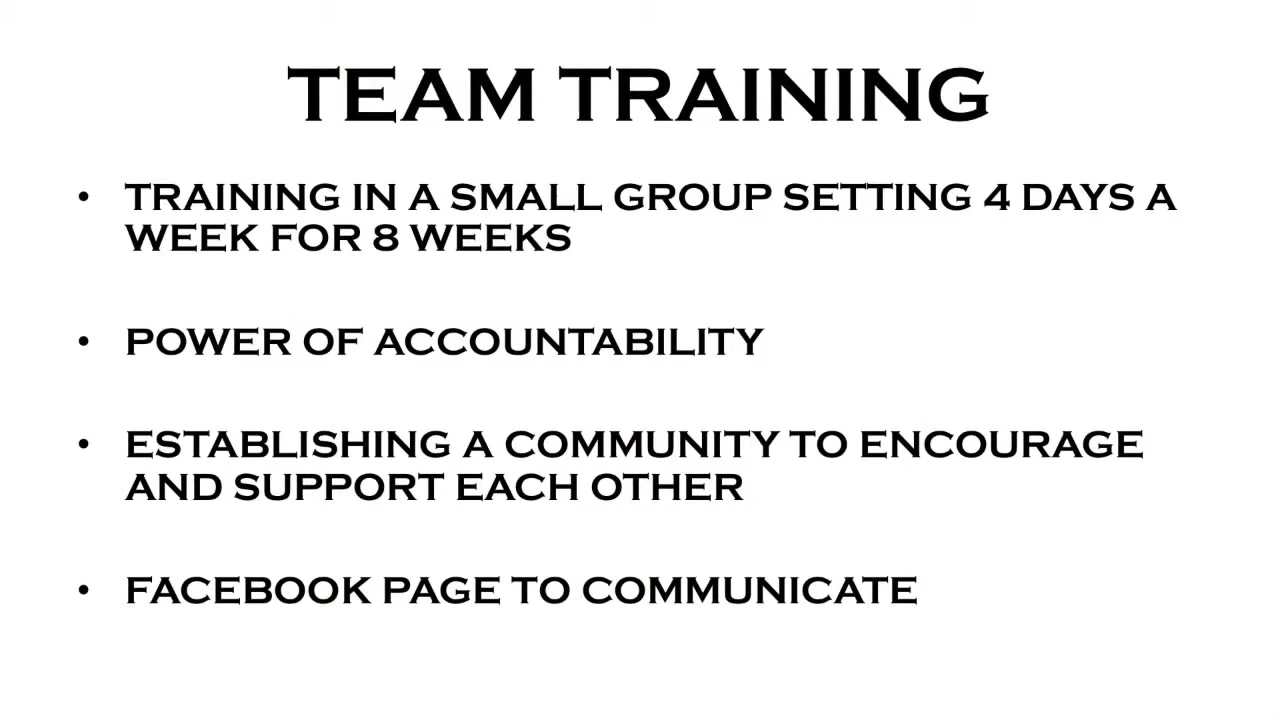 TEAM TRAINING
• TRAINING IN A SMALL GROUP SETTING 4 DAYS A
WEEK FOR 8 WEEKS
• POWER OF ACCOUNTABILITY
• ESTABLISHING A COMMUNITY TO ENCOURAGE
AND SUPPORT EACH OTHER
• FACEBOOK PAGE TO COMMUNICATE